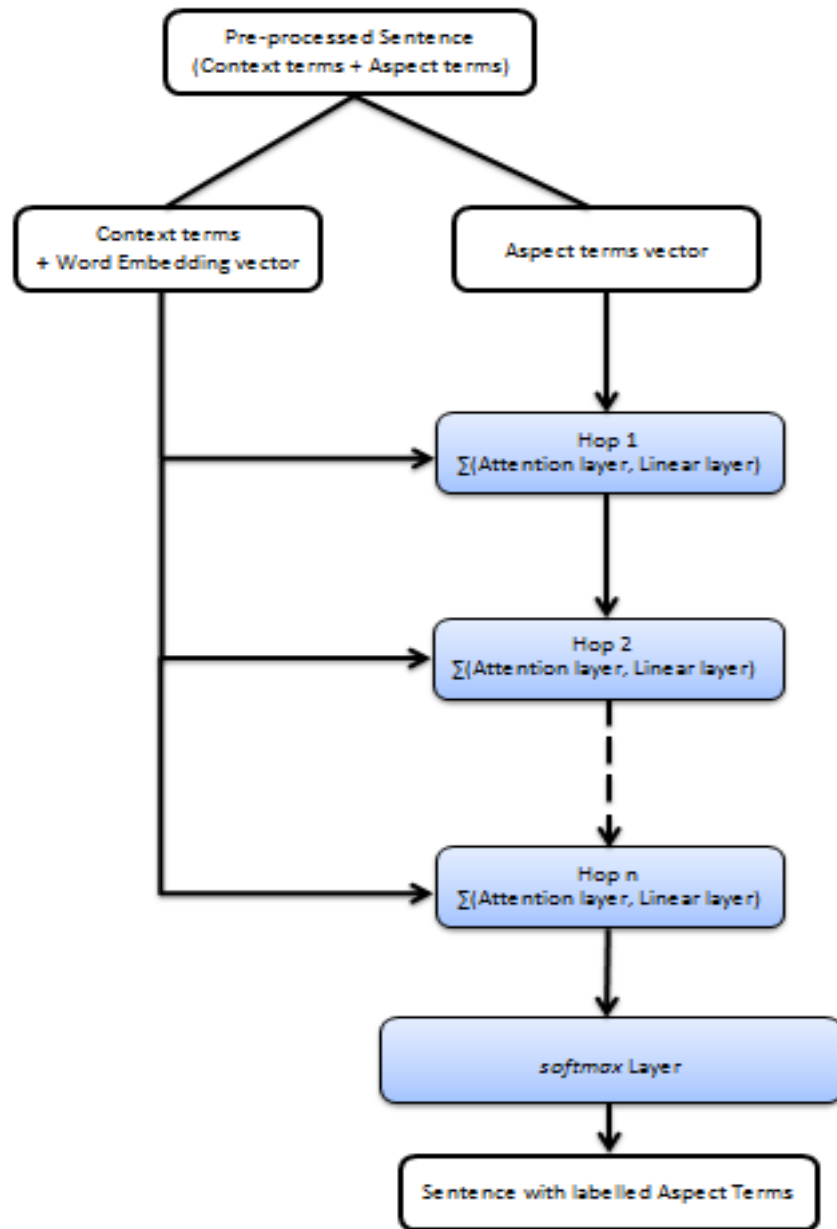 Pre-processed Sentence
(Context terms + Aspect terms)
Context terms
+ Word Embedding vector
Aspect terms vector
Hop 1
∑(Attention layer, Linear layer)
Hop 2
∑(Attention layer, Linear layer)
Hop n
∑(Attention layer, Linear layer)
softmax Layer
Sentence with labelled Aspect Terms